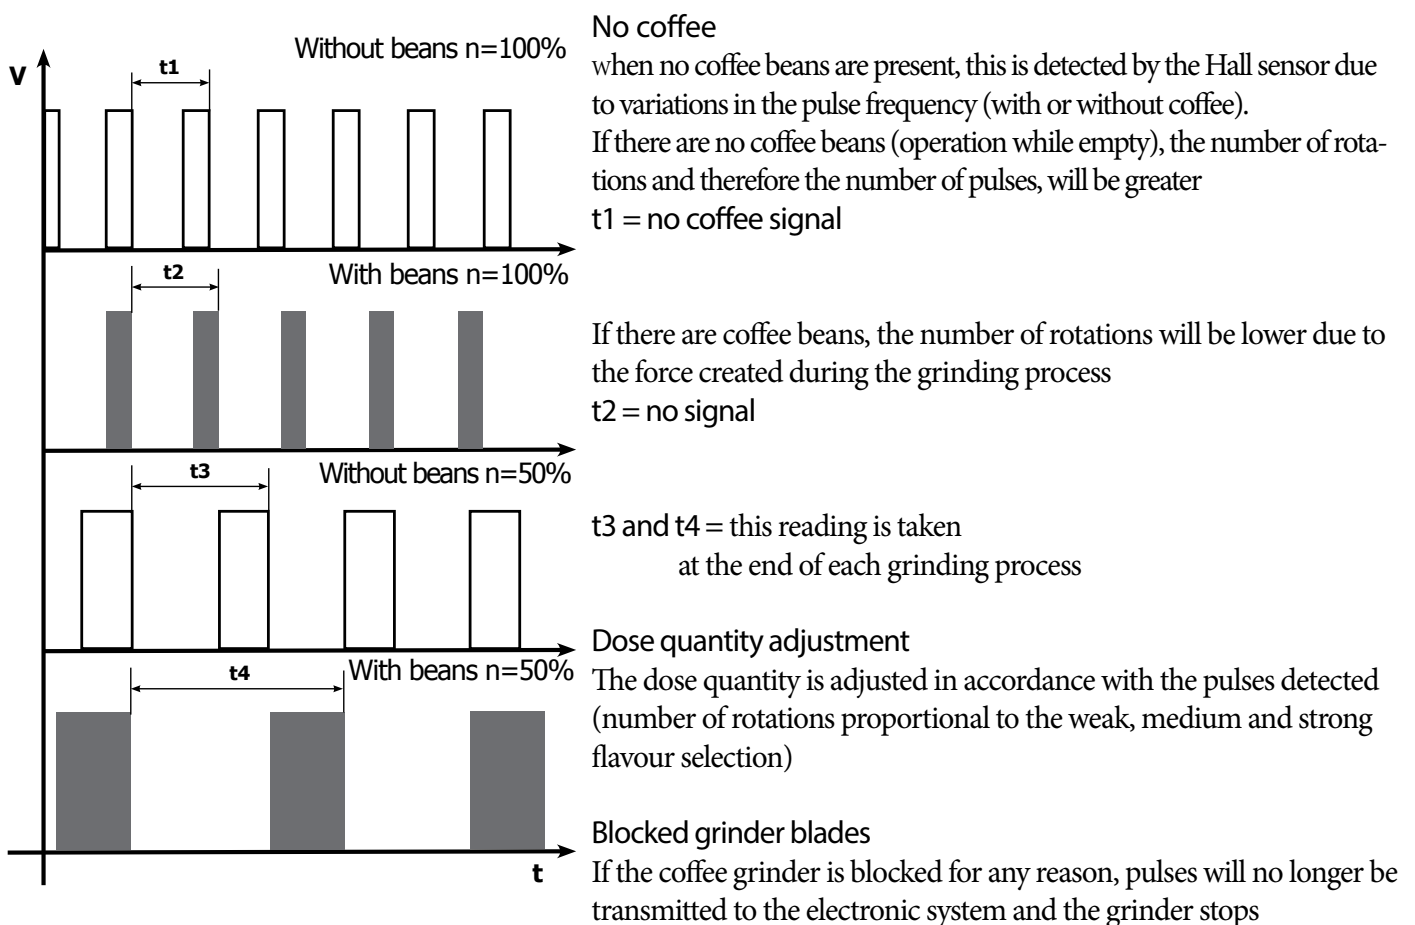 Without beans n=100%
V
t1
With beans n=100%
t2
Without beans n=50%
t3
With beans n=50%
t4
t
No coffee
when no coffee beans are present, this is detected by the Hall sensor due
to variations in the pulse frequency (with or without coffee).
If there are no coffee beans (operation while empty), the number of rota-
tions and therefore the number of pulses, will be greater
t1 = no coffee signal
If there are coffee beans, the number of rotations will be lower due to
the force created during the grinding process
t2 = no signal
t3 and t4 = this reading is taken
at the end of each grinding process
Dose quantity adjustment
The dose quantity is adjusted in accordance with the pulses detected
(number of rotations proportional to the weak, medium and strong
flavour selection)
Blocked grinder blades
If the coffee grinder is blocked for any reason, pulses will no longer be
transmitted to the electronic system and the grinder stops